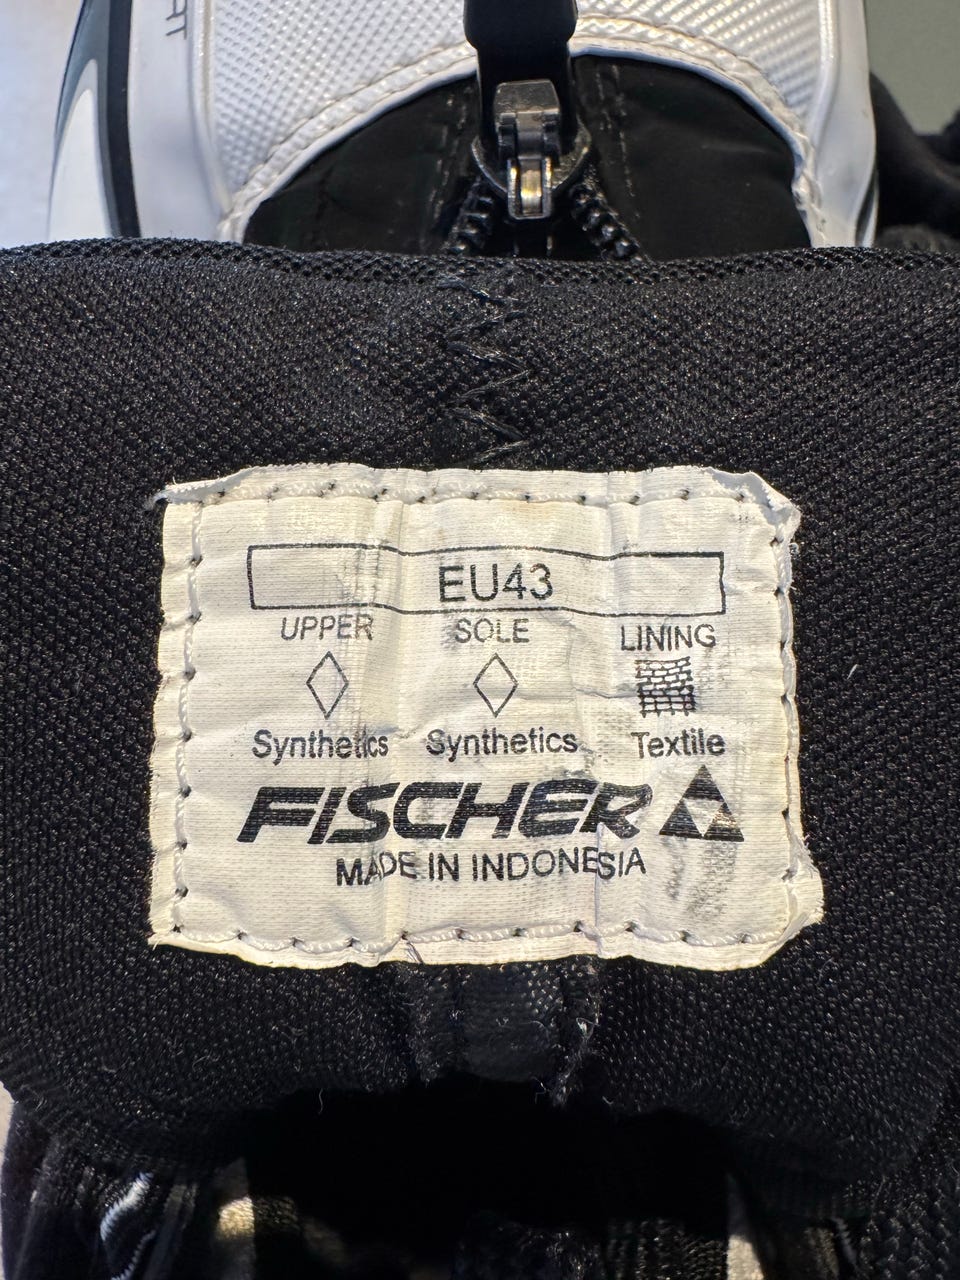 EU43
UPPER SOLE LINING
Synthetics Synthetics Textile
FISCHER
MADE IN INDONESIA